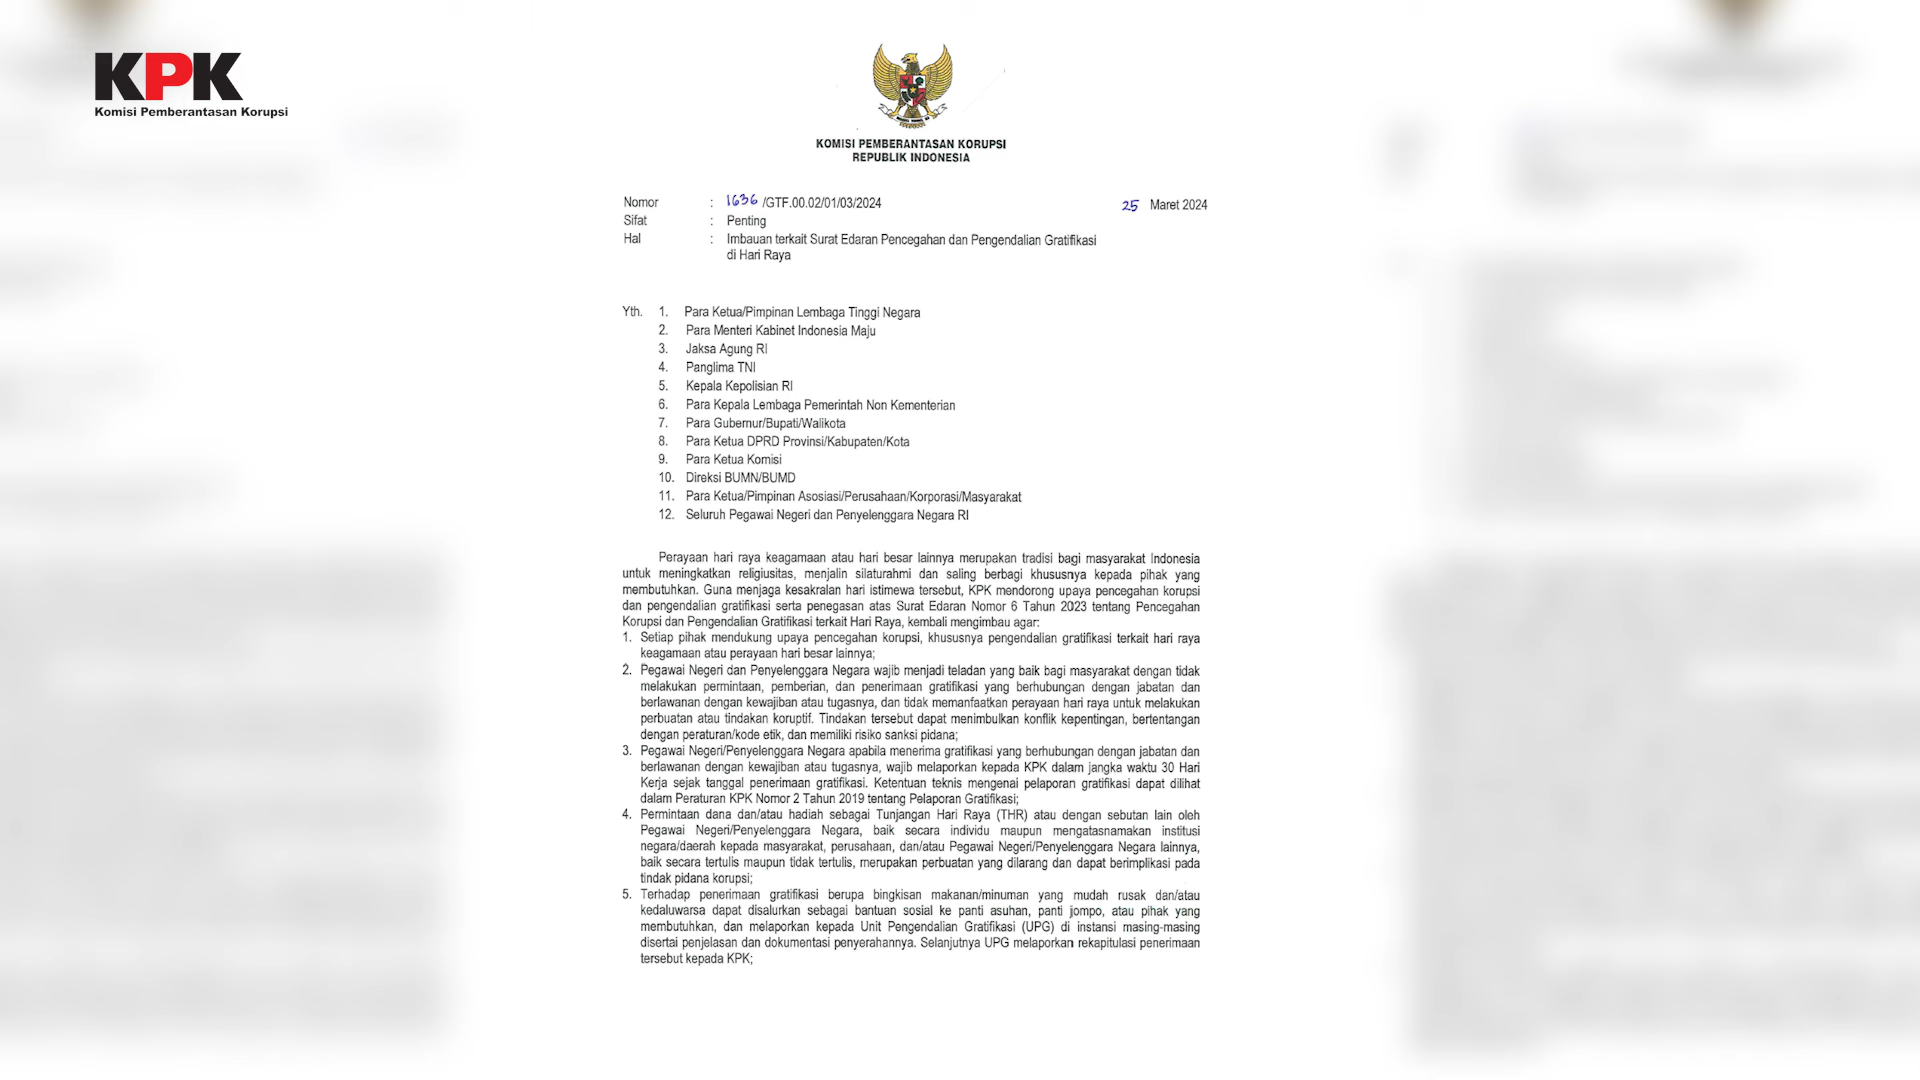 KPK
Komisi Pemberantasan Korupsi
KOMISI PEMBERANTASAN KORUPSI
REPUBLIK INDONESIA
Nomor : 1636 /GTF.00.02/01/03/2024 25 Maret 2024
Sifat : Penting
Hal : Imbauan terkait Surat Edaran Pencegahan dan Pengendalian Gratifikasi
di Hari Raya
Yth. 1. Para Ketua/Pimpinan Lembaga Tinggi Negara
2. Para Menteri Kabinet Indonesia Maju
3. Jaksa Agung RI
4. Panglima TNI
5. Kepala Kepolisian RI
6. Para Kepala Lembaga Pemerintah Non Kementerian
7. Para Gubernur/Bupati/Walikota
8. Para Ketua DPRD Provinsi/Kabupaten/Kota
9. Para Ketua Komisi
10. Direksi BUMN/BUMD
11. Para Ketua/Pimpinan Asosiasi/Perusahaan/Korporasi/Masyarakat
12. Seluruh Pegawai Negeri dan Penyelenggara Negara RI
Perayaan hari raya keagamaan atau hari besar lainnya merupakan tradisi bagi masyarakat Indonesia
untuk meningkatkan religiusitas, menjalin silaturahmi dan saling berbagi khususnya kepada pihak yang
membutuhkan. Guna menjaga kesakralan hari istimewa tersebut, KPK mendorong upaya pencegahan korupsi
dan pengendalian gratifikasi serta penegasan atas Surat Edaran Nomor 6 Tahun 2023 tentang Pencegahan
Korupsi dan Pengendalian Gratifikasi terkait Hari Raya, kembali mengimbau agar:
1. Setiap pihak mendukung upaya pencegahan korupsi, khususnya pengendalian gratifikasi terkait hari raya
keagamaan atau perayaan hari besar lainnya;
2. Pegawai Negeri dan Penyelenggara Negara wajib menjadi teladan yang baik bagi masyarakat dengan tidak
melakukan permintaan, pemberian, dan penerimaan gratifikasi yang berhubungan dengan jabatan dan
berlawanan dengan kewajiban atau tugasnya, dan tidak memanfaatkan perayaan hari raya untuk melakukan
perbuatan atau tindakan koruptif. Tindakan tersebut dapat menimbulkan konflik kepentingan, bertentangan
dengan peraturan/kode etik, dan memiliki risiko sanksi pidana;
3. Pegawai Negeri/Penyelenggara Negara apabila menerima gratifikasi yang berhubungan dengan jabatan dan
berlawanan dengan kewajiban atau tugasnya, wajib melaporkan kepada KPK dalam jangka waktu 30 Hari
Kerja sejak tanggal penerimaan gratifikasi. Ketentuan teknis mengenai pelaporan gratifikasi dapat dilihat
dalam Peraturan KPK Nomor 2 Tahun 2019 tentang Pelaporan Gratifikasi;
4. Permintaan dana dan/atau hadiah sebagai Tunjangan Hari Raya (THR) atau dengan sebutan lain oleh
Pegawai Negeri/Penyelenggara Negara, baik secara individu maupun mengatasnamakan institusi
negara/daerah kepada masyarakat, perusahaan, dan/atau Pegawai Negeri/Penyelenggara Negara lainnya,
baik secara tertulis maupun tidak tertulis, merupakan perbuatan yang dilarang dan dapat berimplikasi pada
tindak pidana korupsi;
5. Terhadap penerimaan gratifikasi berupa bingkisan makanan/minuman yang mudah rusak dan/atau
kedaluwarsa dapat disalurkan sebagai bantuan sosial ke panti asuhan, panti jompo, atau pihak yang
membutuhkan, dan melaporkan kepada Unit Pengendalian Gratifikasi (UPG) di instansi masing-masing
disertai penjelasan dan dokumentasi penyerahannya. Selanjutnya UPG melaporkan rekapitulasi penerimaan
tersebut kepada KPK;